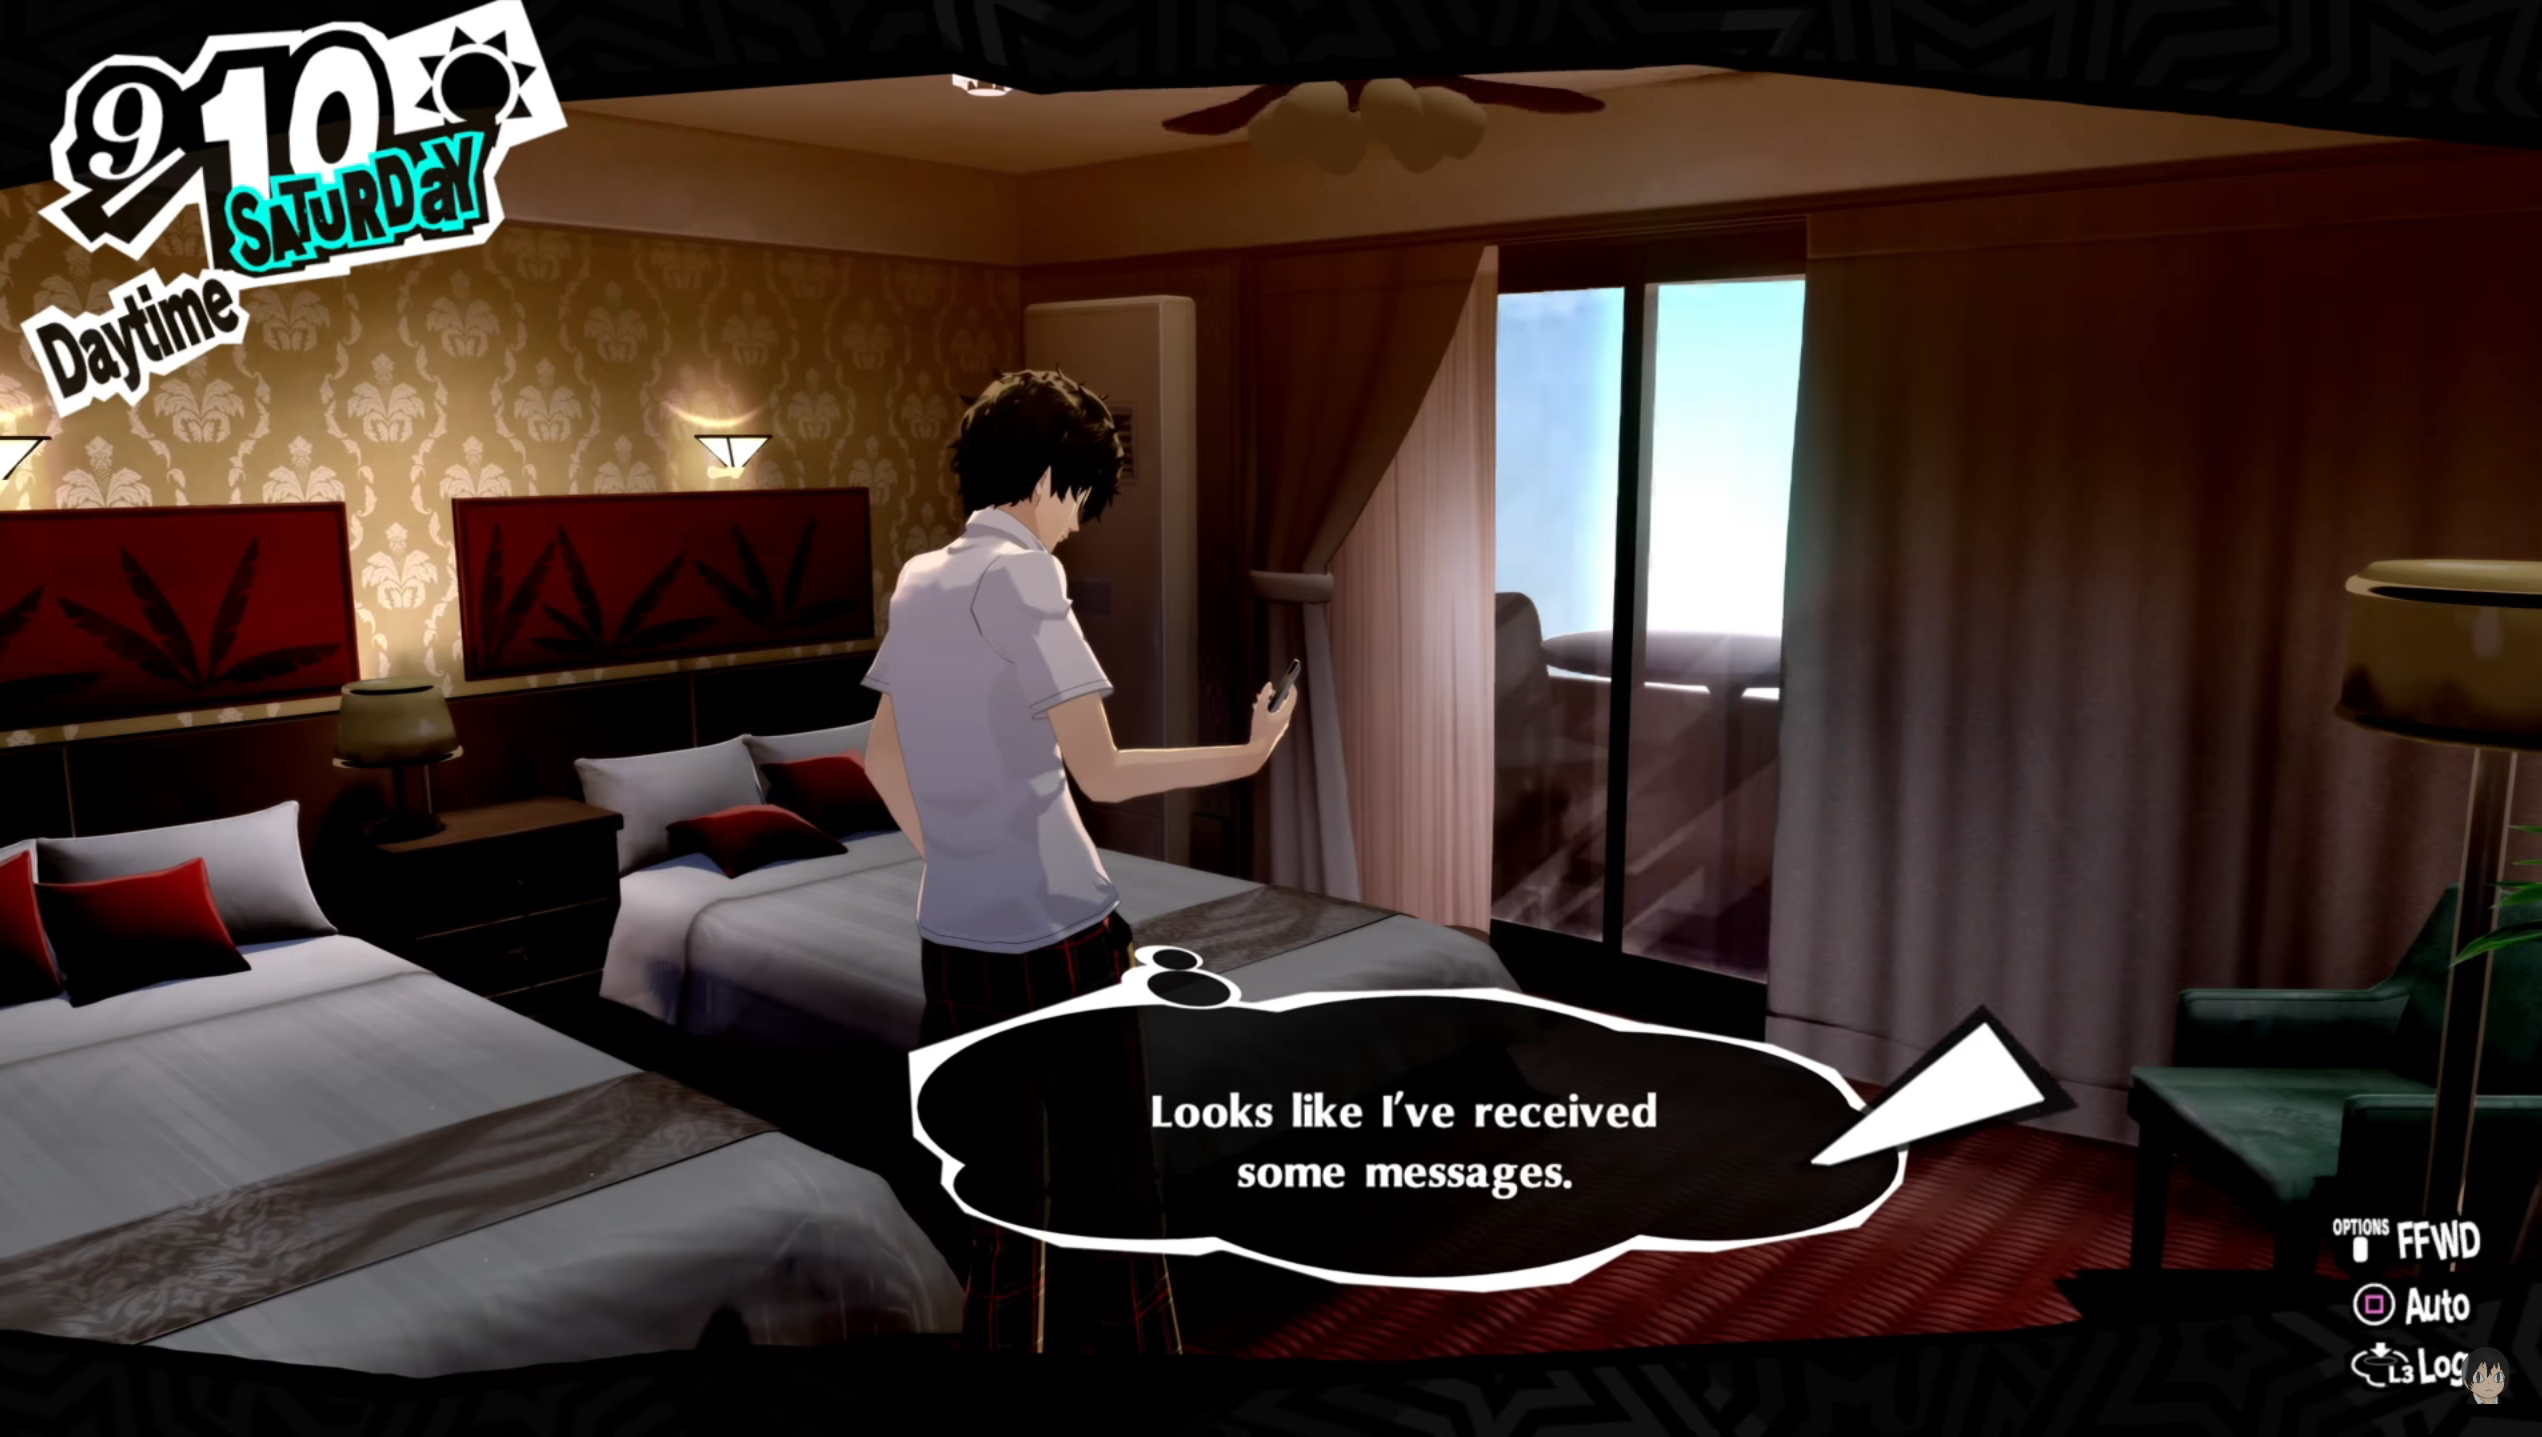 9/10
SATURDAY
Daytime
Looks like I've received
some messages.
OPTIONS FFWD
Auto
L3 Log